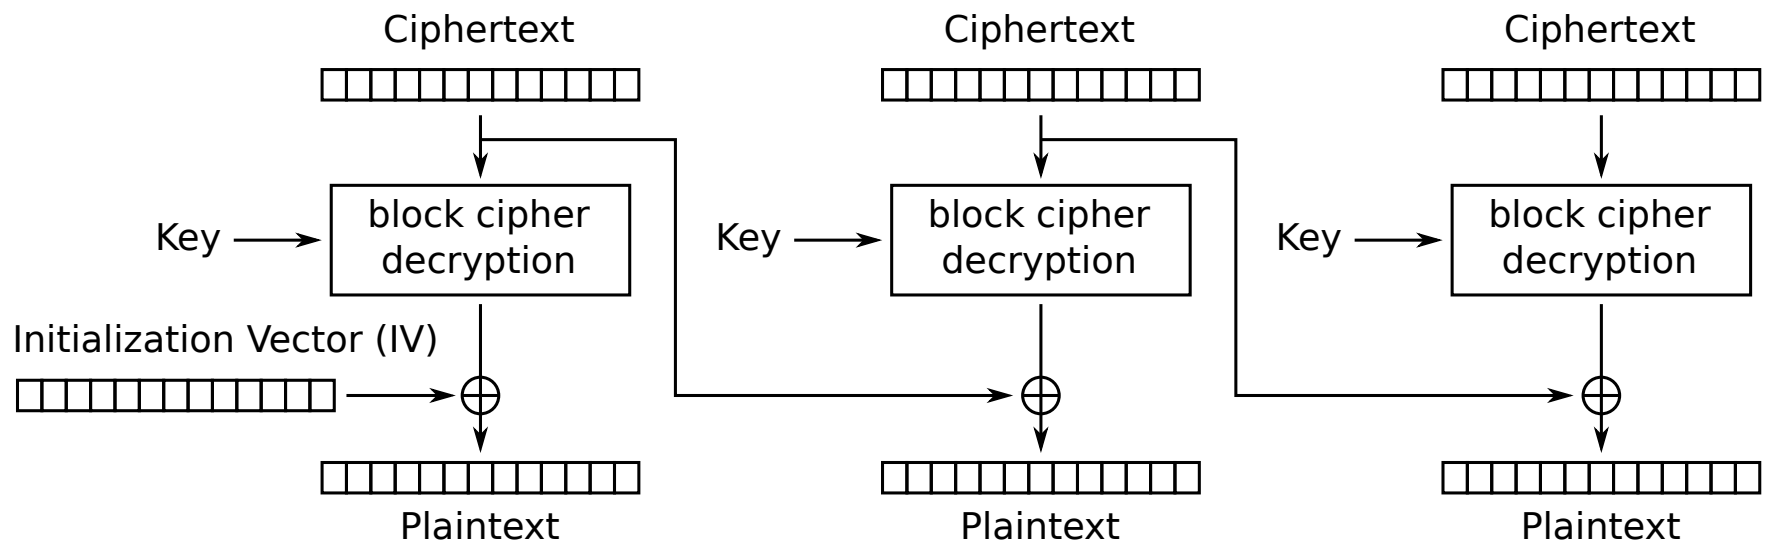 Ciphertext
Ciphertext
Ciphertext
block cipher
decryption
block cipher
decryption
block cipher
decryption
Key
Key
Key
Initialization Vector (IV)
Plaintext
Plaintext
Plaintext